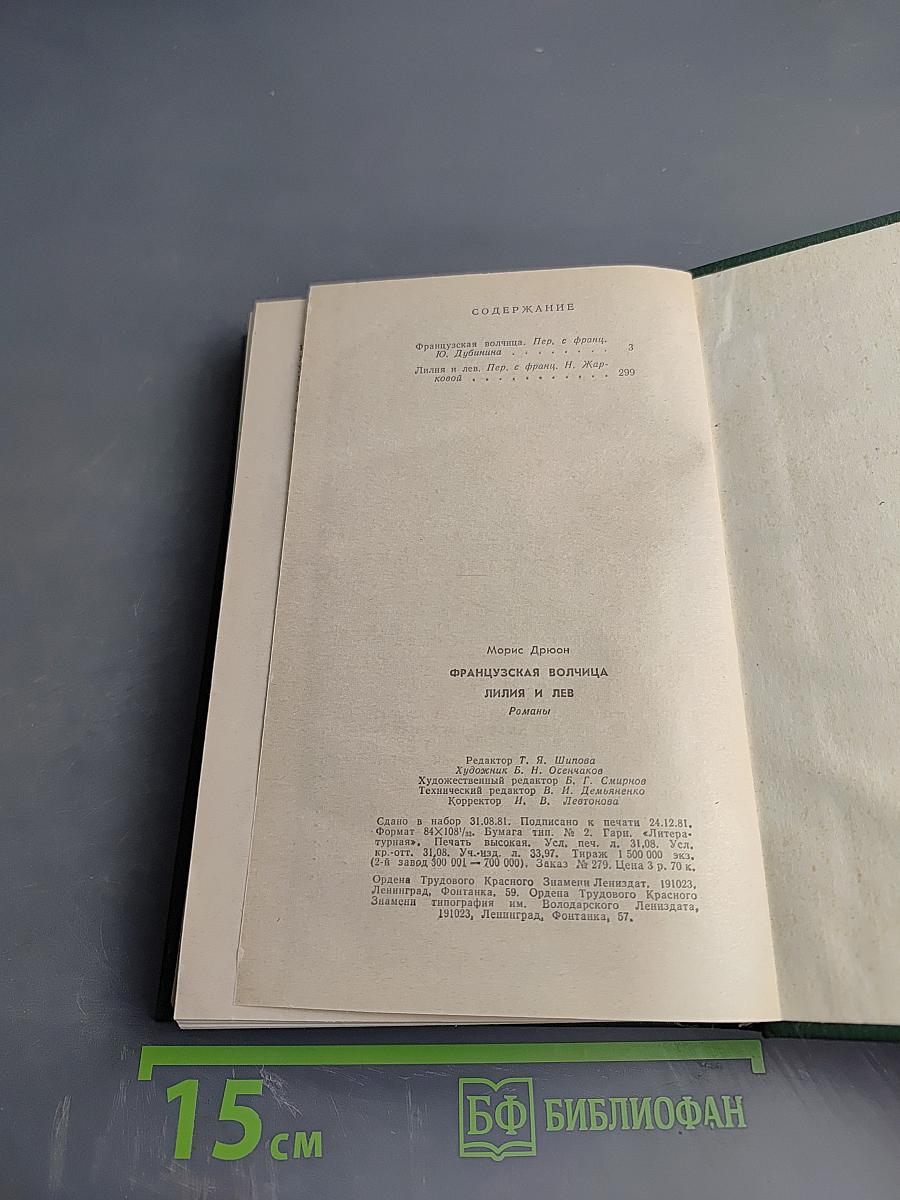 СОДЕРЖАНИЕ
Французская волчица. Пер. с франц.
Ю. Дубинина . . . . . . . . 3
Лилия и лев. Пер. с франц. Н. Жар-
ковой . . . . . . . . . . . 299
Морис Дрюон
ФРАНЦУЗСКАЯ ВОЛЧИЦА
ЛИЛИЯ И ЛЕВ
Романы
Редактор Т. Я. Шипова
Художник Б. Н. Осенчаков
Художественный редактор Б. Г. Смирнов
Технический редактор В. И. Демьяненко
Корректор И. В. Левтонова
Сдано в набор 31.08.81. Подписано к печати 24.12.81.
Формат 84×108¹/₃₂. Бумага тип. № 2. Гарн. «Литера-
турная». Печать высокая. Усл. печ. л. 31,08. Усл.
кр.-отт. 31,08. Уч.-изд. л. 33,97. Тираж 1 500 000 экз.
(2-й завод 300 001 — 700 000). Заказ № 279. Цена 3 р. 70 к.
Ордена Трудового Красного Знамени Лениздат, 191023,
Ленинград, Фонтанка, 59. Ордена Трудового Красного
Знамени типография им. Володарского Лениздата,
191023, Ленинград, Фонтанка, 57.
15 см
БФ БИБЛИОФАН